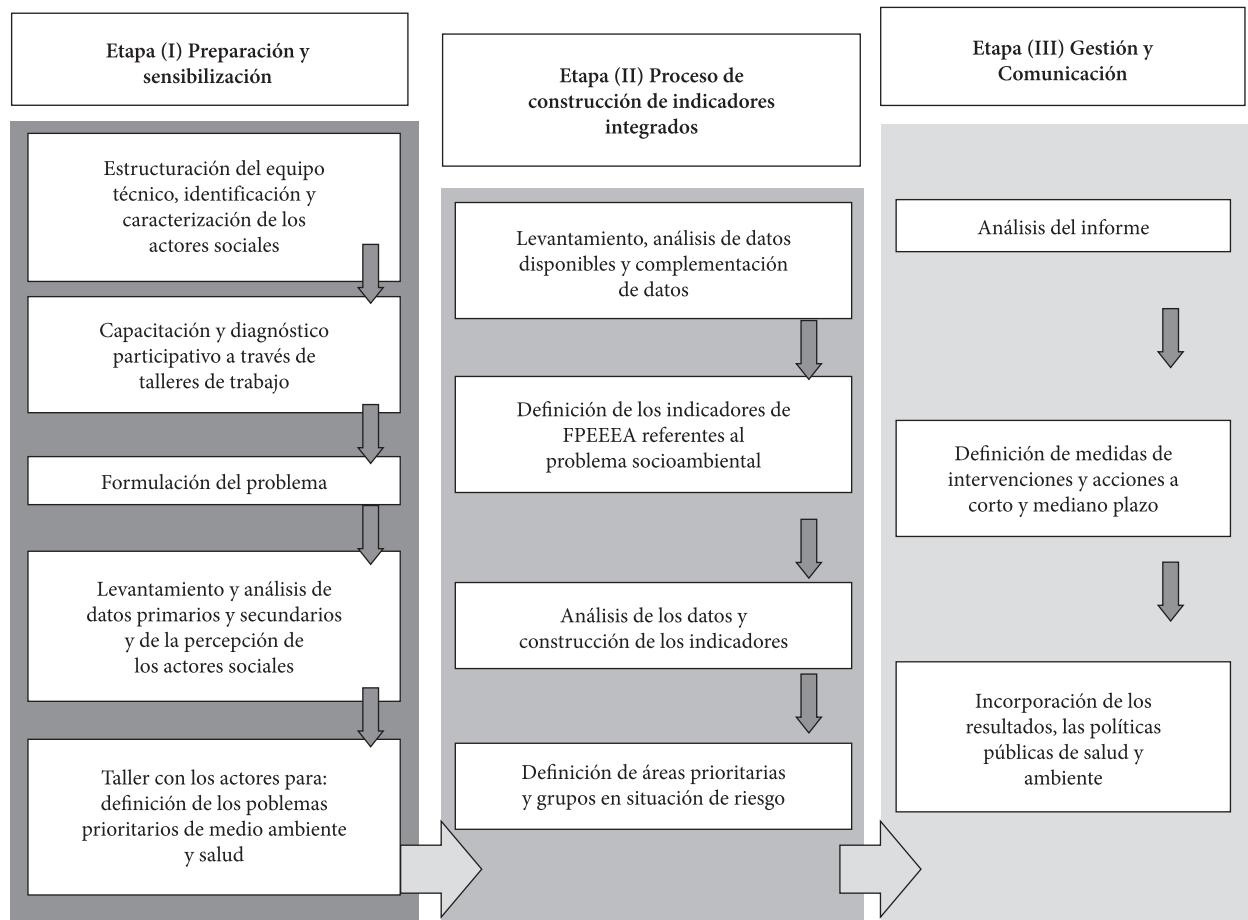 Etapa (I) Preparación y
sensibilización
Estructuración del equipo
técnico, identificación y
caracterización de los
actores sociales
Capacitación y diagnóstico
participativo a través de
talleres de trabajo
Formulación del problema
Levantamiento y análisis de
datos primarios y secundarios
y de la percepción de
los actores sociales
Taller con los actores para:
definición de los poblemas
prioritarios de medio ambiente
y salud
Etapa (II) Proceso de
construcción de indicadores
integrados
Levantamiento, análisis de datos
disponibles y complementación
de datos
Definición de los indicadores de
FPEEEA referentes al
problema socioambiental
Análisis de los datos y
construcción de los indicadores
Definición de áreas prioritarias
y grupos en situación de riesgo
Etapa (III) Gestión y
Comunicación
Análisis del informe
Definición de medidas de
intervenciones y acciones a
corto y mediano plazo
Incorporación de los
resultados, las políticas
públicas de salud y
ambiente